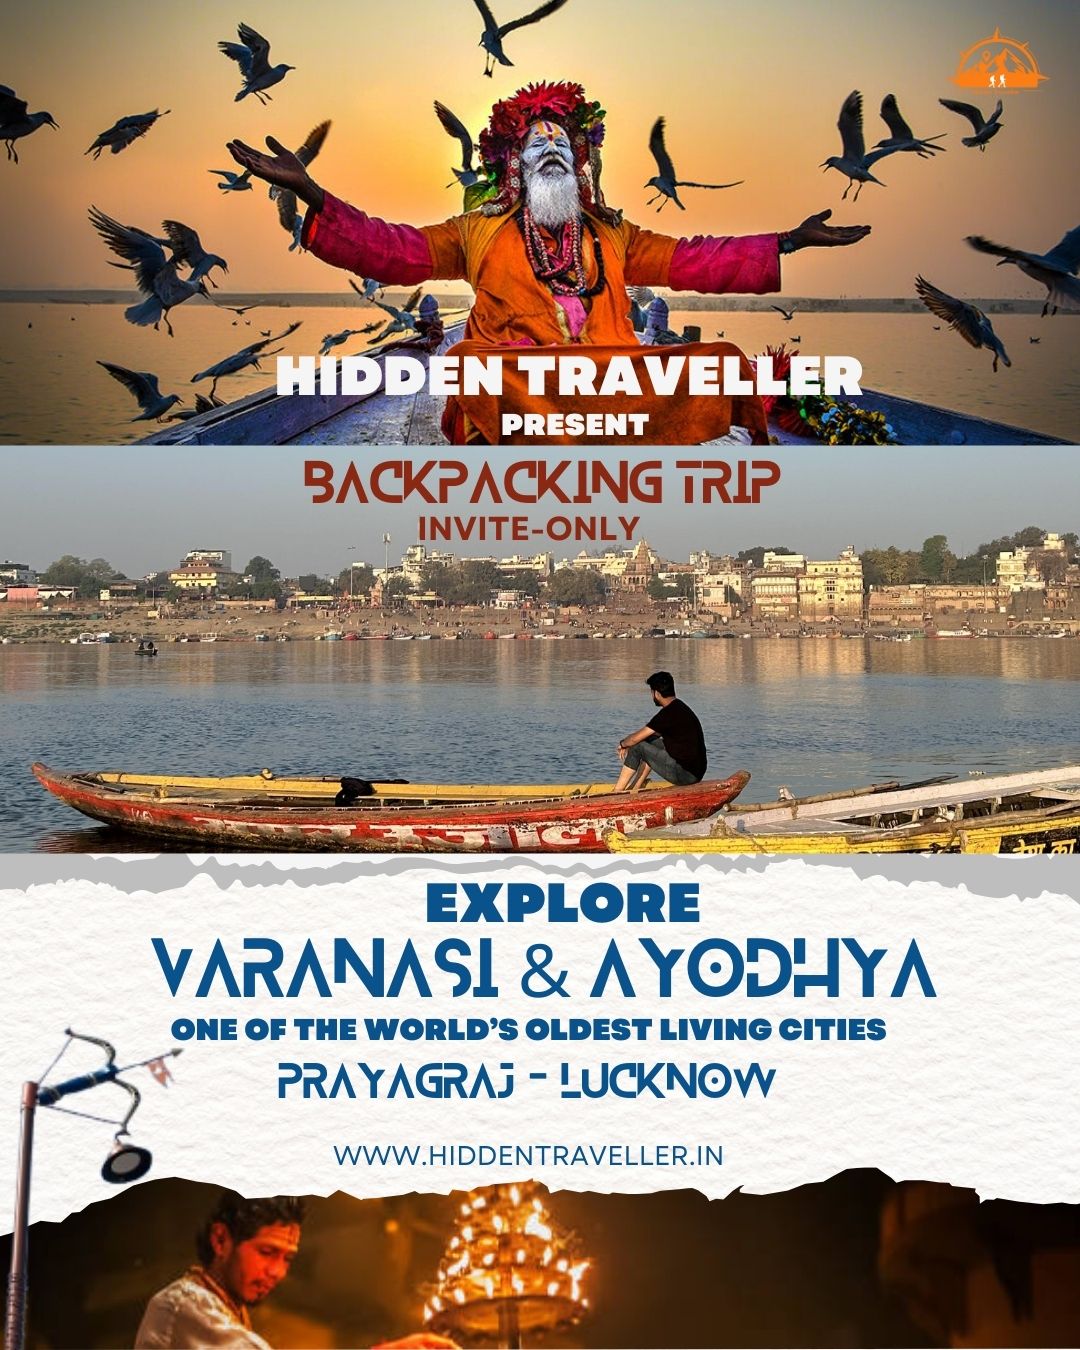 HIDDEN TRAVELLER
PRESENT
BACKPACKING TRIP
INVITE-ONLY
EXPLORE
VARANASI & AYODHYA
ONE OF THE WORLD'S OLDEST LIVING CITIES
PRAYAGRAJ - LUCKNOW
WWW.HIDDENTRAVELLER.IN